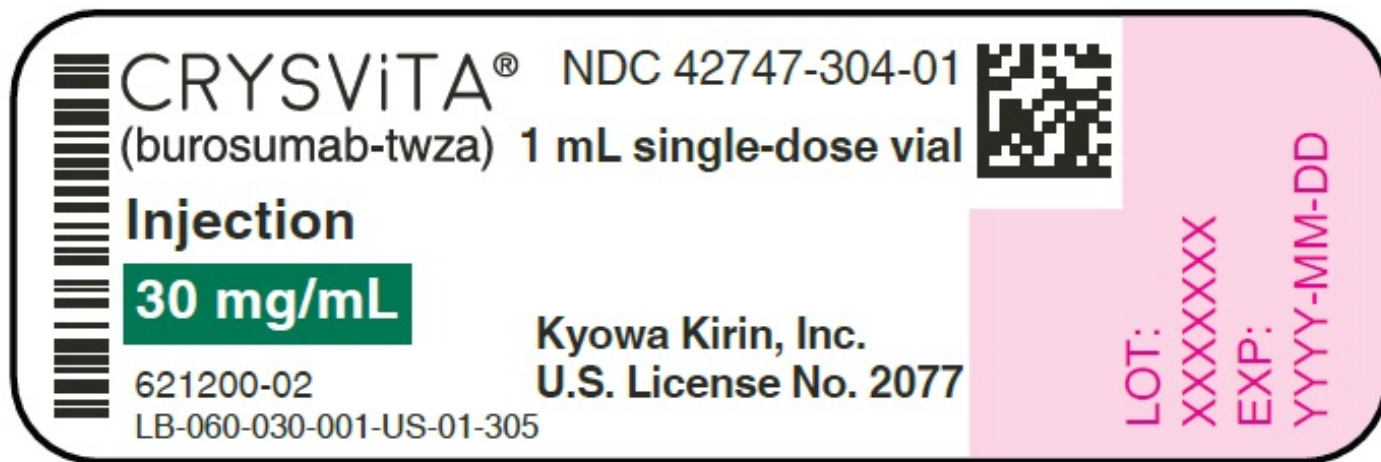 CRYSViTA® NDC 42747-304-01
(burosumab-twza) 1 mL single-dose vial
Injection
30 mg/mL
Kyowa Kirin, Inc.
U.S. License No. 2077
621200-02
LB-060-030-001-US-01-305
LOT:
XXXXXXX
EXP:
YYYY-MM-DD